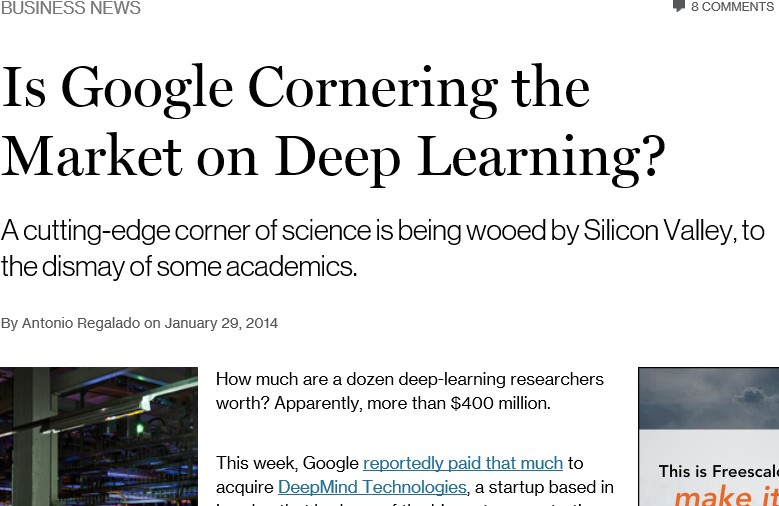 BUSINESS NEWS
8 COMMENTS
Is Google Cornering the
Market on Deep Learning?
A cutting-edge corner of science is being wooed by Silicon Valley, to
the dismay of some academics.
By Antonio Regalado on January 29, 2014
How much are a dozen deep-learning researchers
worth? Apparently, more than $400 million.
This week, Google reportedly paid that much to
acquire DeepMind Technologies, a startup based in
This is Freescale
make it